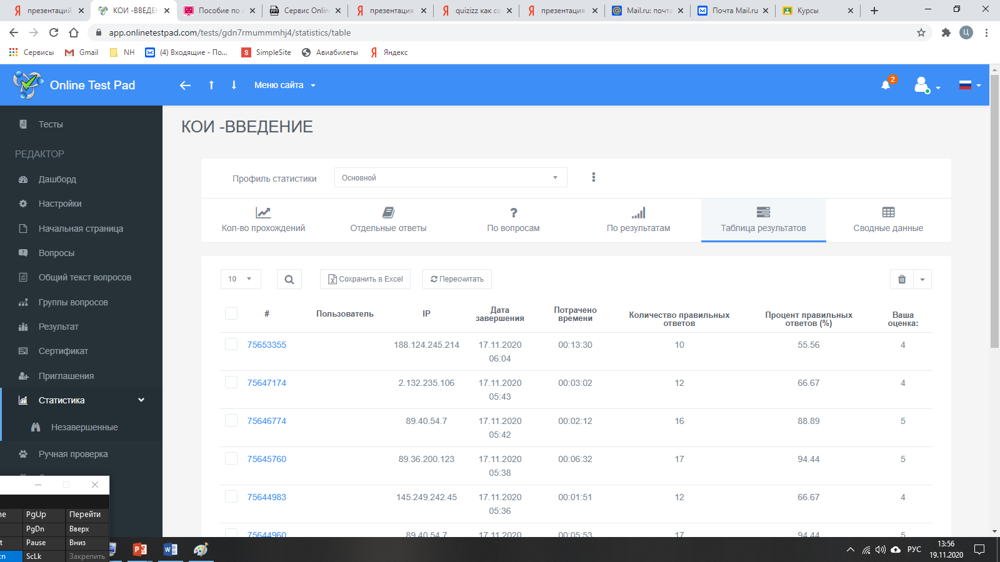 презентаций
КОИ -ВВЕДЕН
Пособие по с
Сервис Onlin
презентация
quizizz как со
презентация
Mail.ru: почта
Почта Mail.ru
Курсы
app.onlinetestpad.com/tests/gdn7rmummmhj4/statistics/table
Ц
Сервисы
Gmail
NH
(4) Входящие - По...
SimpleSite
Авиабилеты
Яндекс
Online Test Pad
Меню сайта
2
Тесты
РЕДАКТОР
Дашборд
Настройки
Начальная страница
Вопросы
Общий текст вопросов
Группы вопросов
Результат
Сертификат
Приглашения
Статистика
Незавершенные
Ручная проверка
КОИ -ВВЕДЕНИЕ
Профиль статистики
Основной
Кол-во прохождений
Отдельные ответы
По вопросам
По результатам
Таблица результатов
Сводные данные
10
Сохранить в Excel
Пересчитать
# Пользователь IP Дата завершения Потрачено времени Количество правильных ответов Процент правильных ответов (%) Ваша оценка:
75653355 188.124.245.214 17.11.2020 06:04 00:13:30 10 55.56 4
75647174 2.132.235.106 17.11.2020 05:43 00:03:02 12 66.67 4
75646774 89.40.54.7 17.11.2020 05:42 00:02:12 16 88.89 5
75645760 89.36.200.123 17.11.2020 05:38 00:06:32 17 94.44 5
75644983 145.249.242.45 17.11.2020 05:36 00:01:51 12 66.67 4
75644960 89.40.54.7 17.11.2020 00:05:53 17 94.44 5
PgUp Перейти
PgDn Вверх
Pause Вниз
ScLk Закрепить
РУС
13:56
19.11.2020